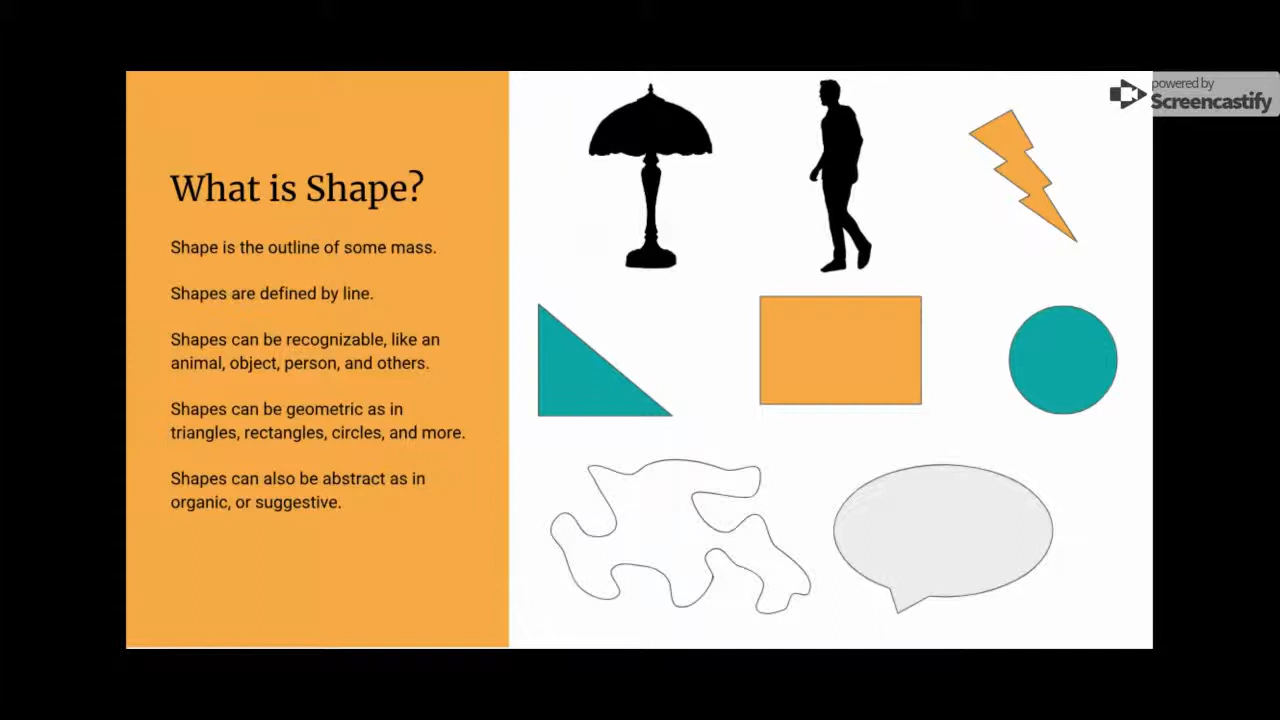 powered by
Screencastify
What is Shape?
Shape is the outline of some mass.
Shapes are defined by line.
Shapes can be recognizable, like an
animal, object, person, and others.
Shapes can be geometric as in
triangles, rectangles, circles, and more.
Shapes can also be abstract as in
organic, or suggestive.